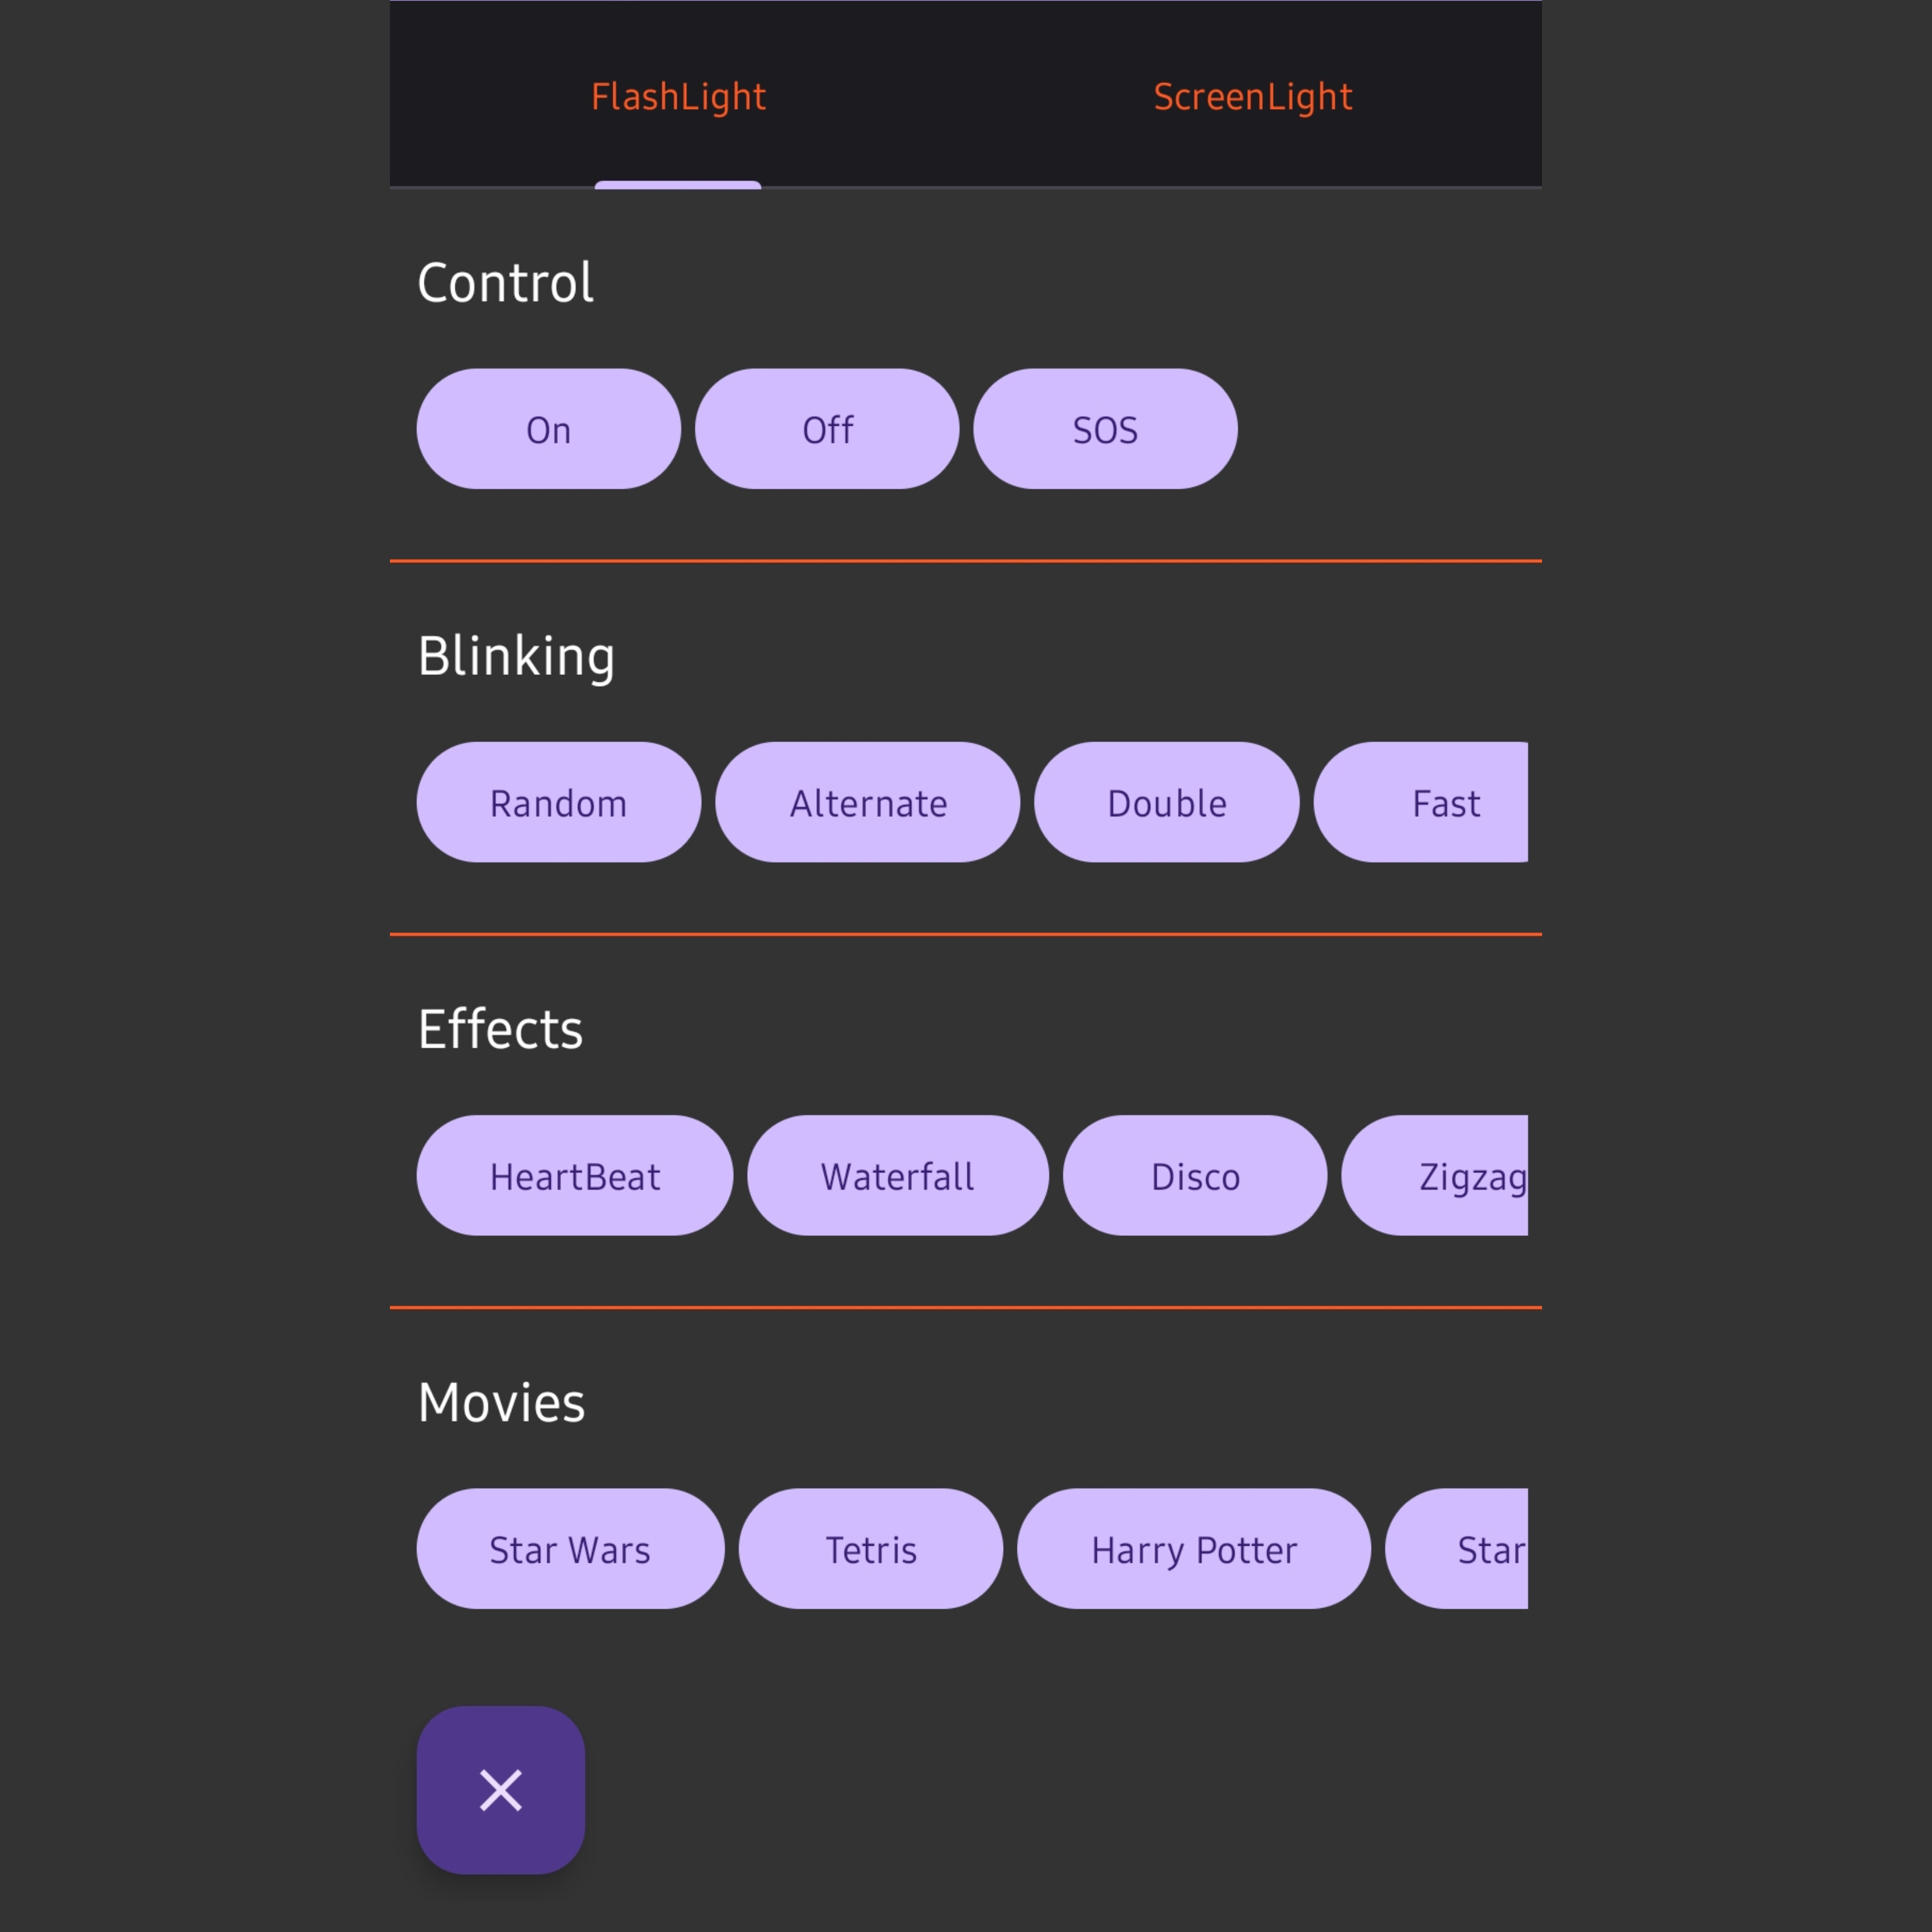 FlashLight ScreenLight
Control
On Off SOS
Blinking
Random Alternate Double Fast
Effects
HeartBeat Waterfall Disco Zigzag
Movies
Star Wars Tetris Harry Potter Star